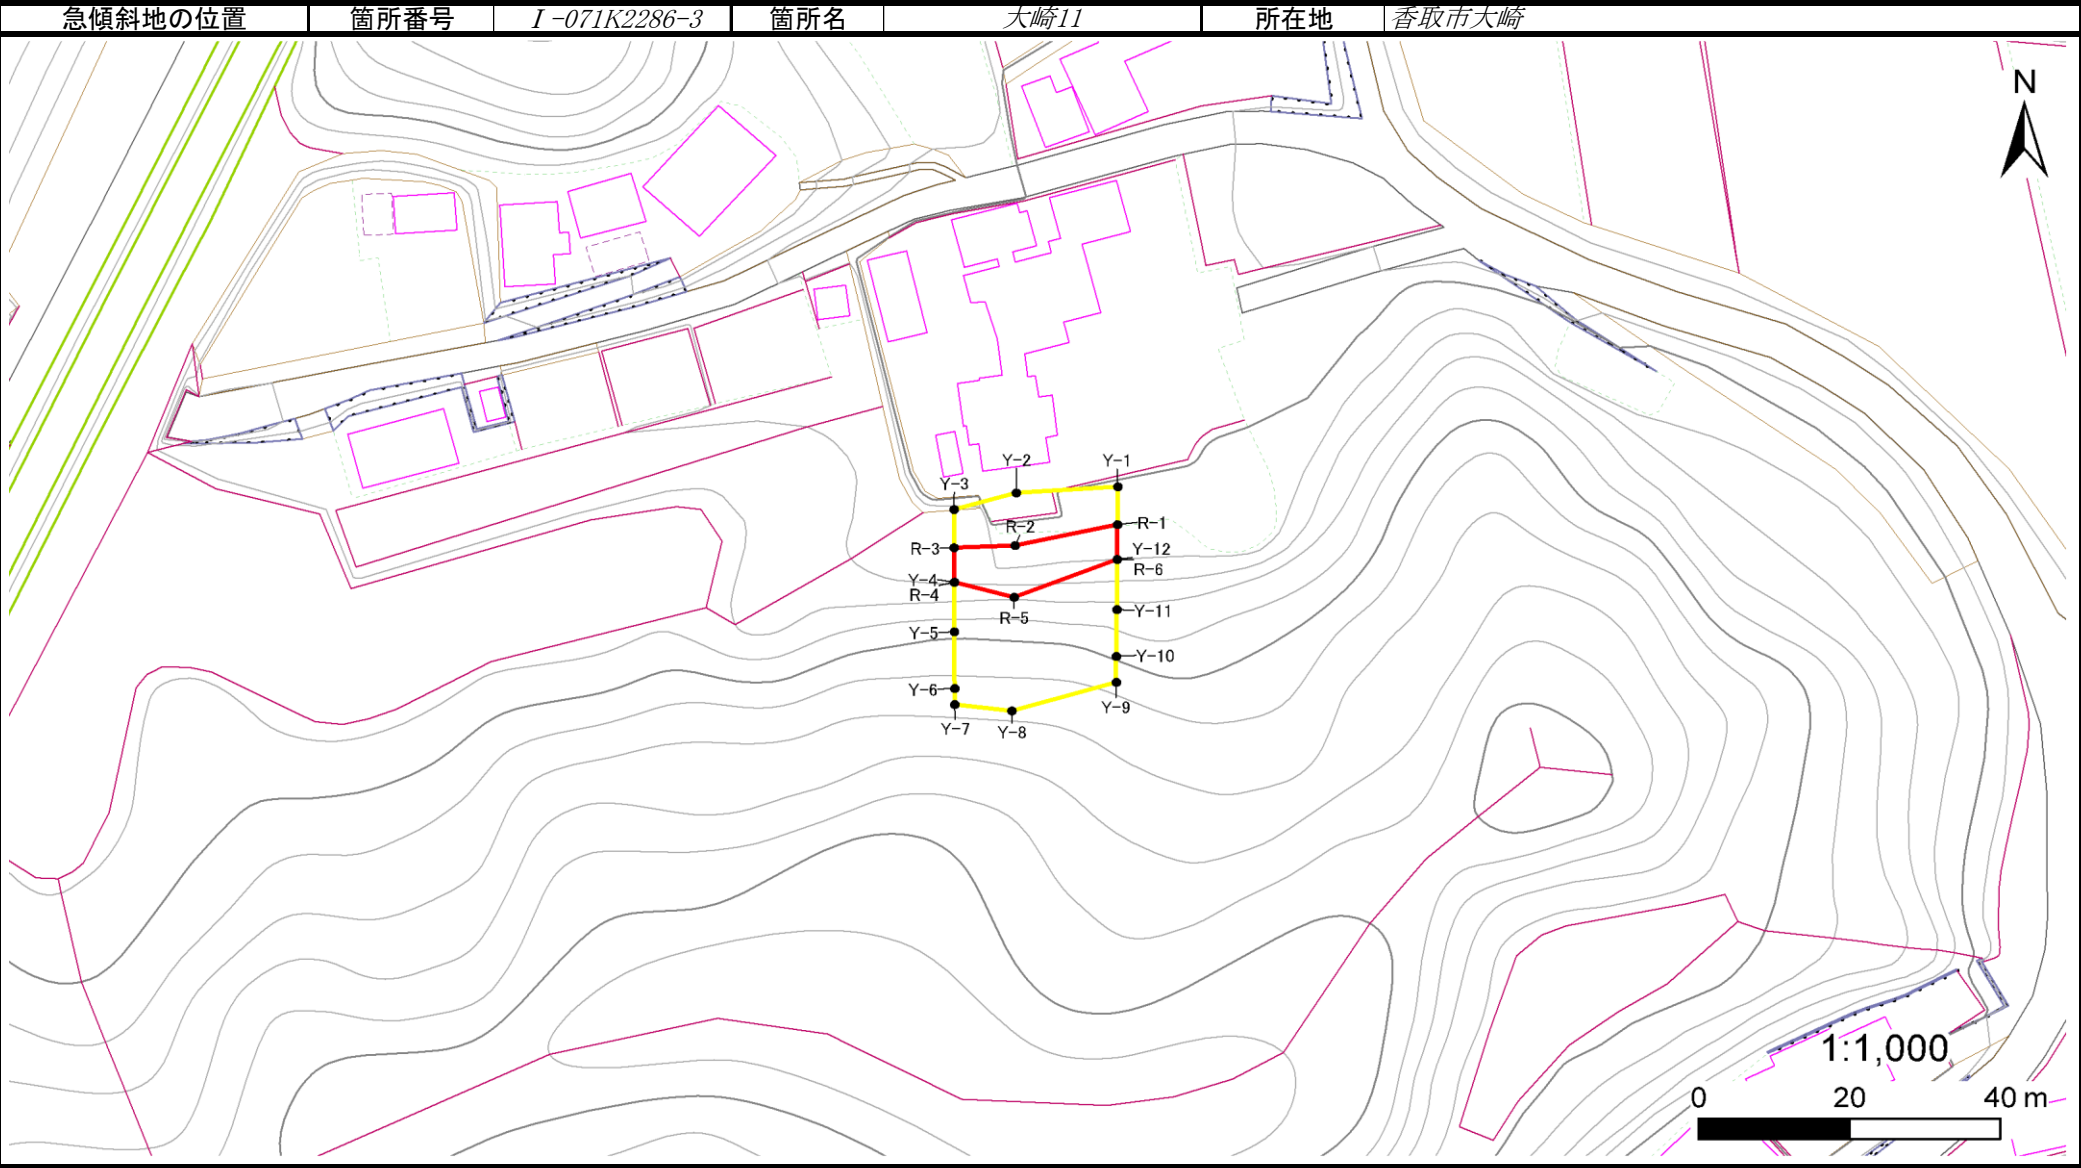 急傾斜地の位置 箇所番号 Ⅰ-071K2286-3 箇所名 大崎11 所在地 香取市大崎
N
Y-2 Y-1
Y-3
R-2 R-1
R-3 Y-12
Y-4 R-6
R-4
R-5 Y-11
Y-5
Y-10
Y-6
Y-9
Y-7 Y-8
1:1,000
0 20 40 m